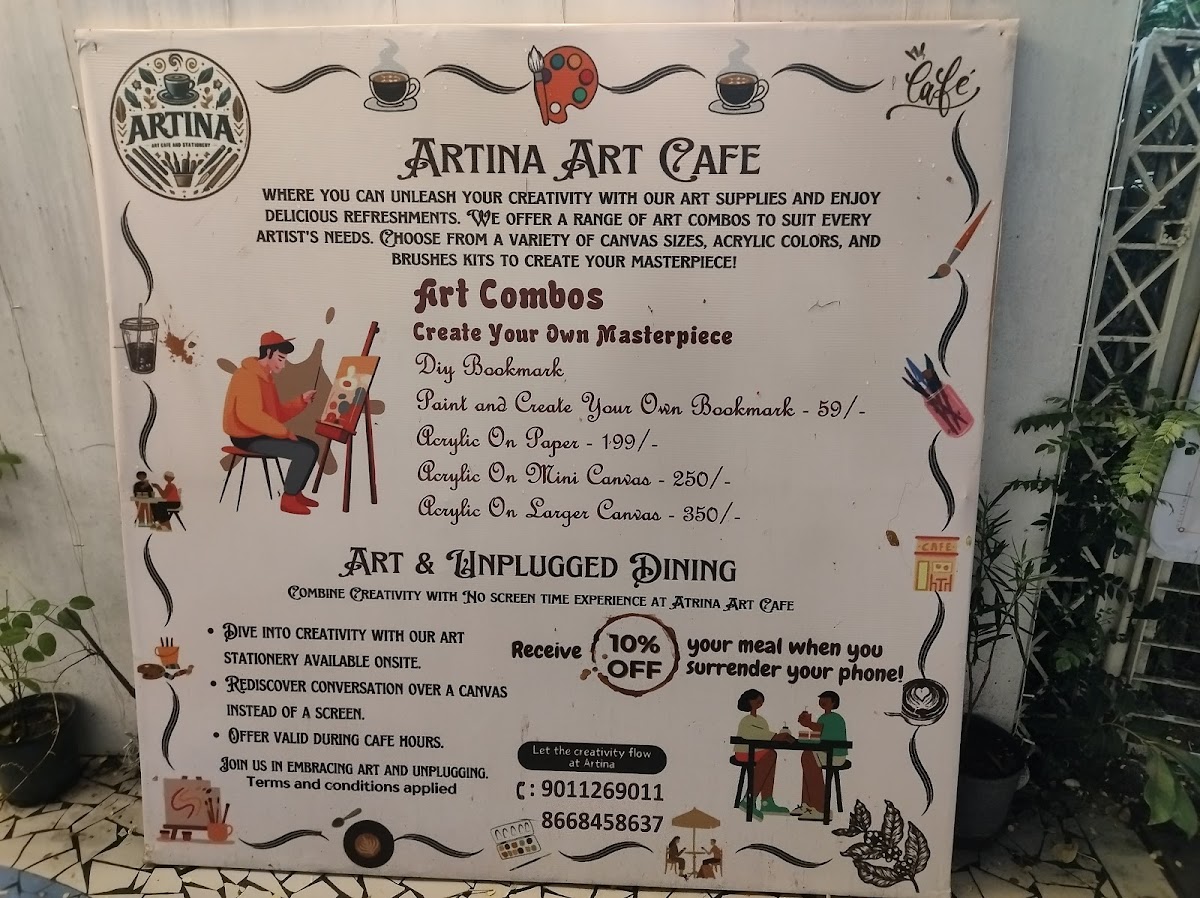 ARTINA
ART CAFE AND STATIONERY
Café
ARTINA ART CAFE
WHERE YOU CAN UNLEASH YOUR CREATIVITY WITH OUR ART SUPPLIES AND ENJOY
DELICIOUS REFRESHMENTS. WE OFFER A RANGE OF ART COMBOS TO SUIT EVERY
ARTIST'S NEEDS. CHOOSE FROM A VARIETY OF CANVAS SIZES, ACRYLIC COLORS, AND
BRUSHES KITS TO CREATE YOUR MASTERPIECE!
Art Combos
Create Your Own Masterpiece
Diy Bookmark
Paint and Create Your Own Bookmark - 59/-
Acrylic On Paper - 199/-
Acrylic On Mini Canvas - 250/-
Acrylic On Larger Canvas - 350/-
CAFE
ART & UNPLUGGED DINING
COMBINE CREATIVITY WITH NO SCREEN TIME EXPERIENCE AT ATRINA ART CAFE
• DIVE INTO CREATIVITY WITH OUR ART
STATIONERY AVAILABLE ONSITE.
• REDISCOVER CONVERSATION OVER A CANVAS
INSTEAD OF A SCREEN.
• OFFER VALID DURING CAFE HOURS.
JOIN US IN EMBRACING ART AND UNPLUGGING.
Terms and conditions applied
Receive 10% OFF your meal when you
surrender your phone!
Let the creativity flow
at Artina
: 9011269011
8668458637